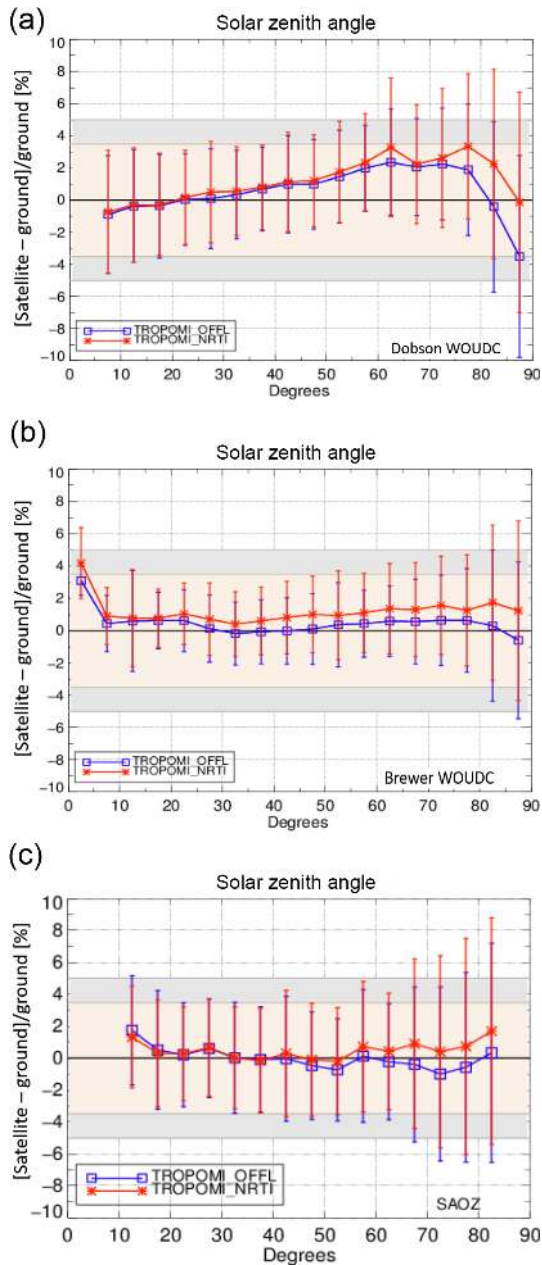 (a)
Solar zenith angle
[Satellite – ground]/ground [%]
10
8
6
4
2
0
−2
−4
−6
−8
−10
TROPOMI_OFFL
TROPOMI_NRTI
Dobson WOUDC
0 10 20 30 40 50 60 70 80 90
Degrees
(b)
Solar zenith angle
[Satellite – ground]/ground [%]
10
8
6
4
2
0
−2
−4
−6
−8
−10
TROPOMI_OFFL
TROPOMI_NRTI
Brewer WOUDC
0 10 20 30 40 50 60 70 80 90
Degrees
(c)
Solar zenith angle
[Satellite – ground]/ground [%]
10
8
6
4
2
0
−2
−4
−6
−8
−10
TROPOMI_OFFL
TROPOMI_NRTI
SAOZ
0 10 20 30 40 50 60 70 80 90
Degrees